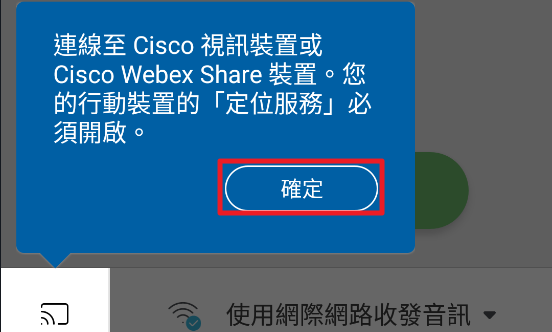 連線至 Cisco 視訊裝置或
Cisco Webex Share 裝置。您
的行動裝置的「定位服務」必
須開啟。
確定
使用網際網路收發音訊